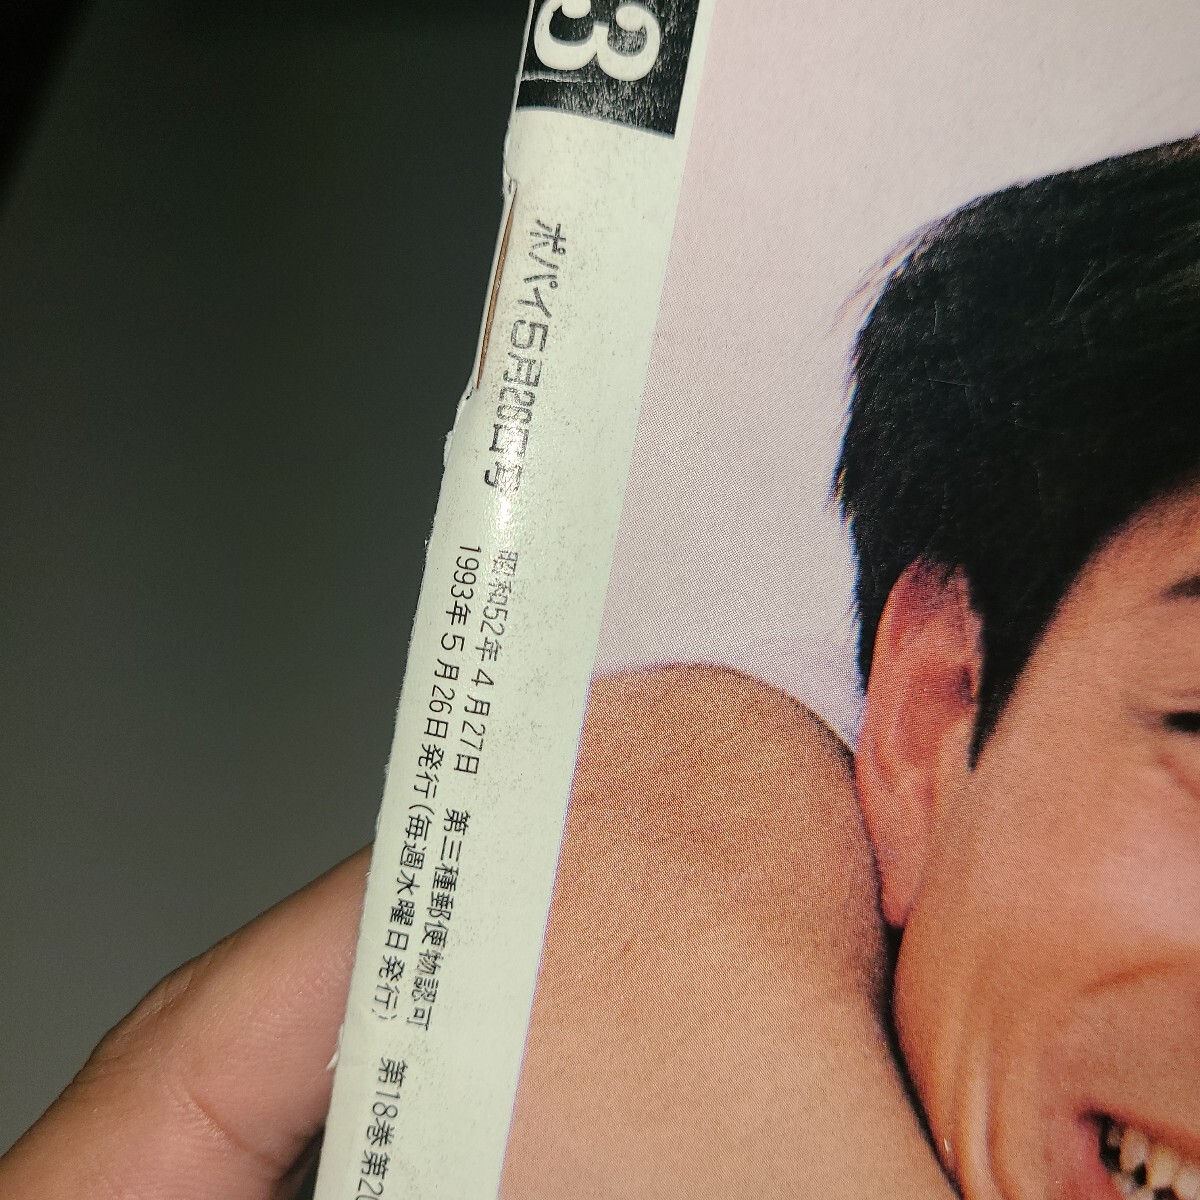 3
ポパイ5月26日号
昭和52年4月27日 第三種郵便物認可
1993年5月26日発行(毎週水曜日発行) 第18巻第20